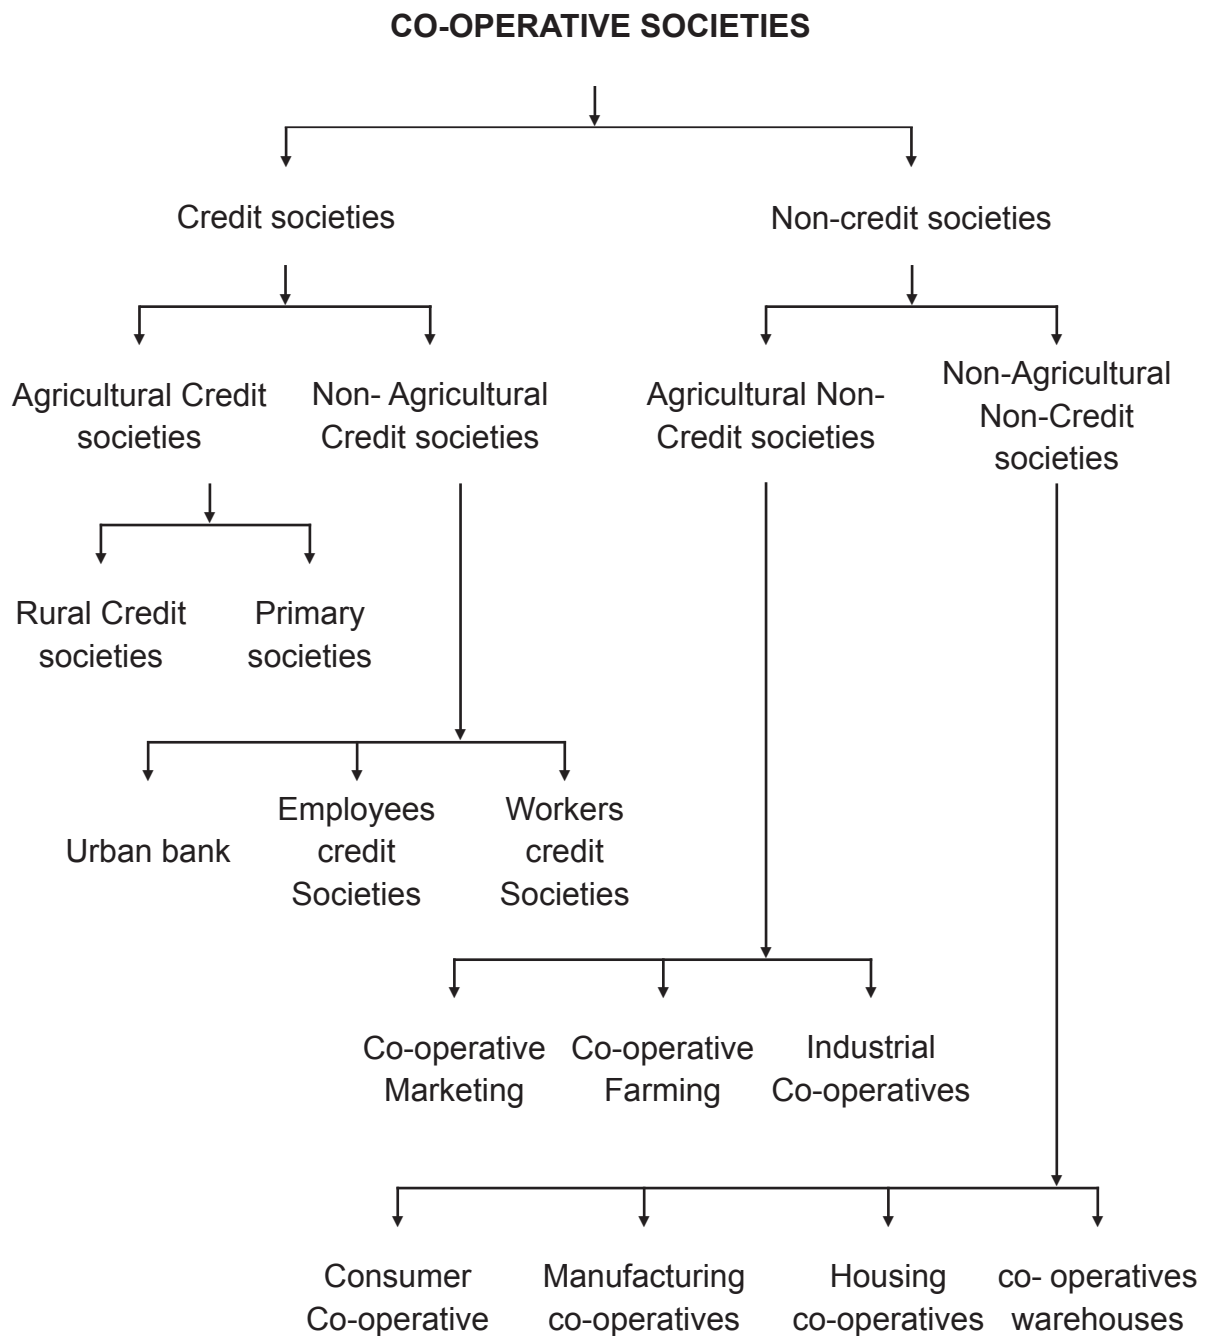 CO-OPERATIVE SOCIETIES
Credit societies
Non-credit societies
Agricultural Credit
societies
Non- Agricultural
Credit societies
Agricultural Non-
Credit societies
Non-Agricultural
Non-Credit
societies
Rural Credit
societies
Primary
societies
Urban bank
Employees
credit
Societies
Workers
credit
Societies
Co-operative
Marketing
Co-operative
Farming
Industrial
Co-operatives
Consumer
Co-operative
Manufacturing
co-operatives
Housing
co-operatives
co- operatives
warehouses